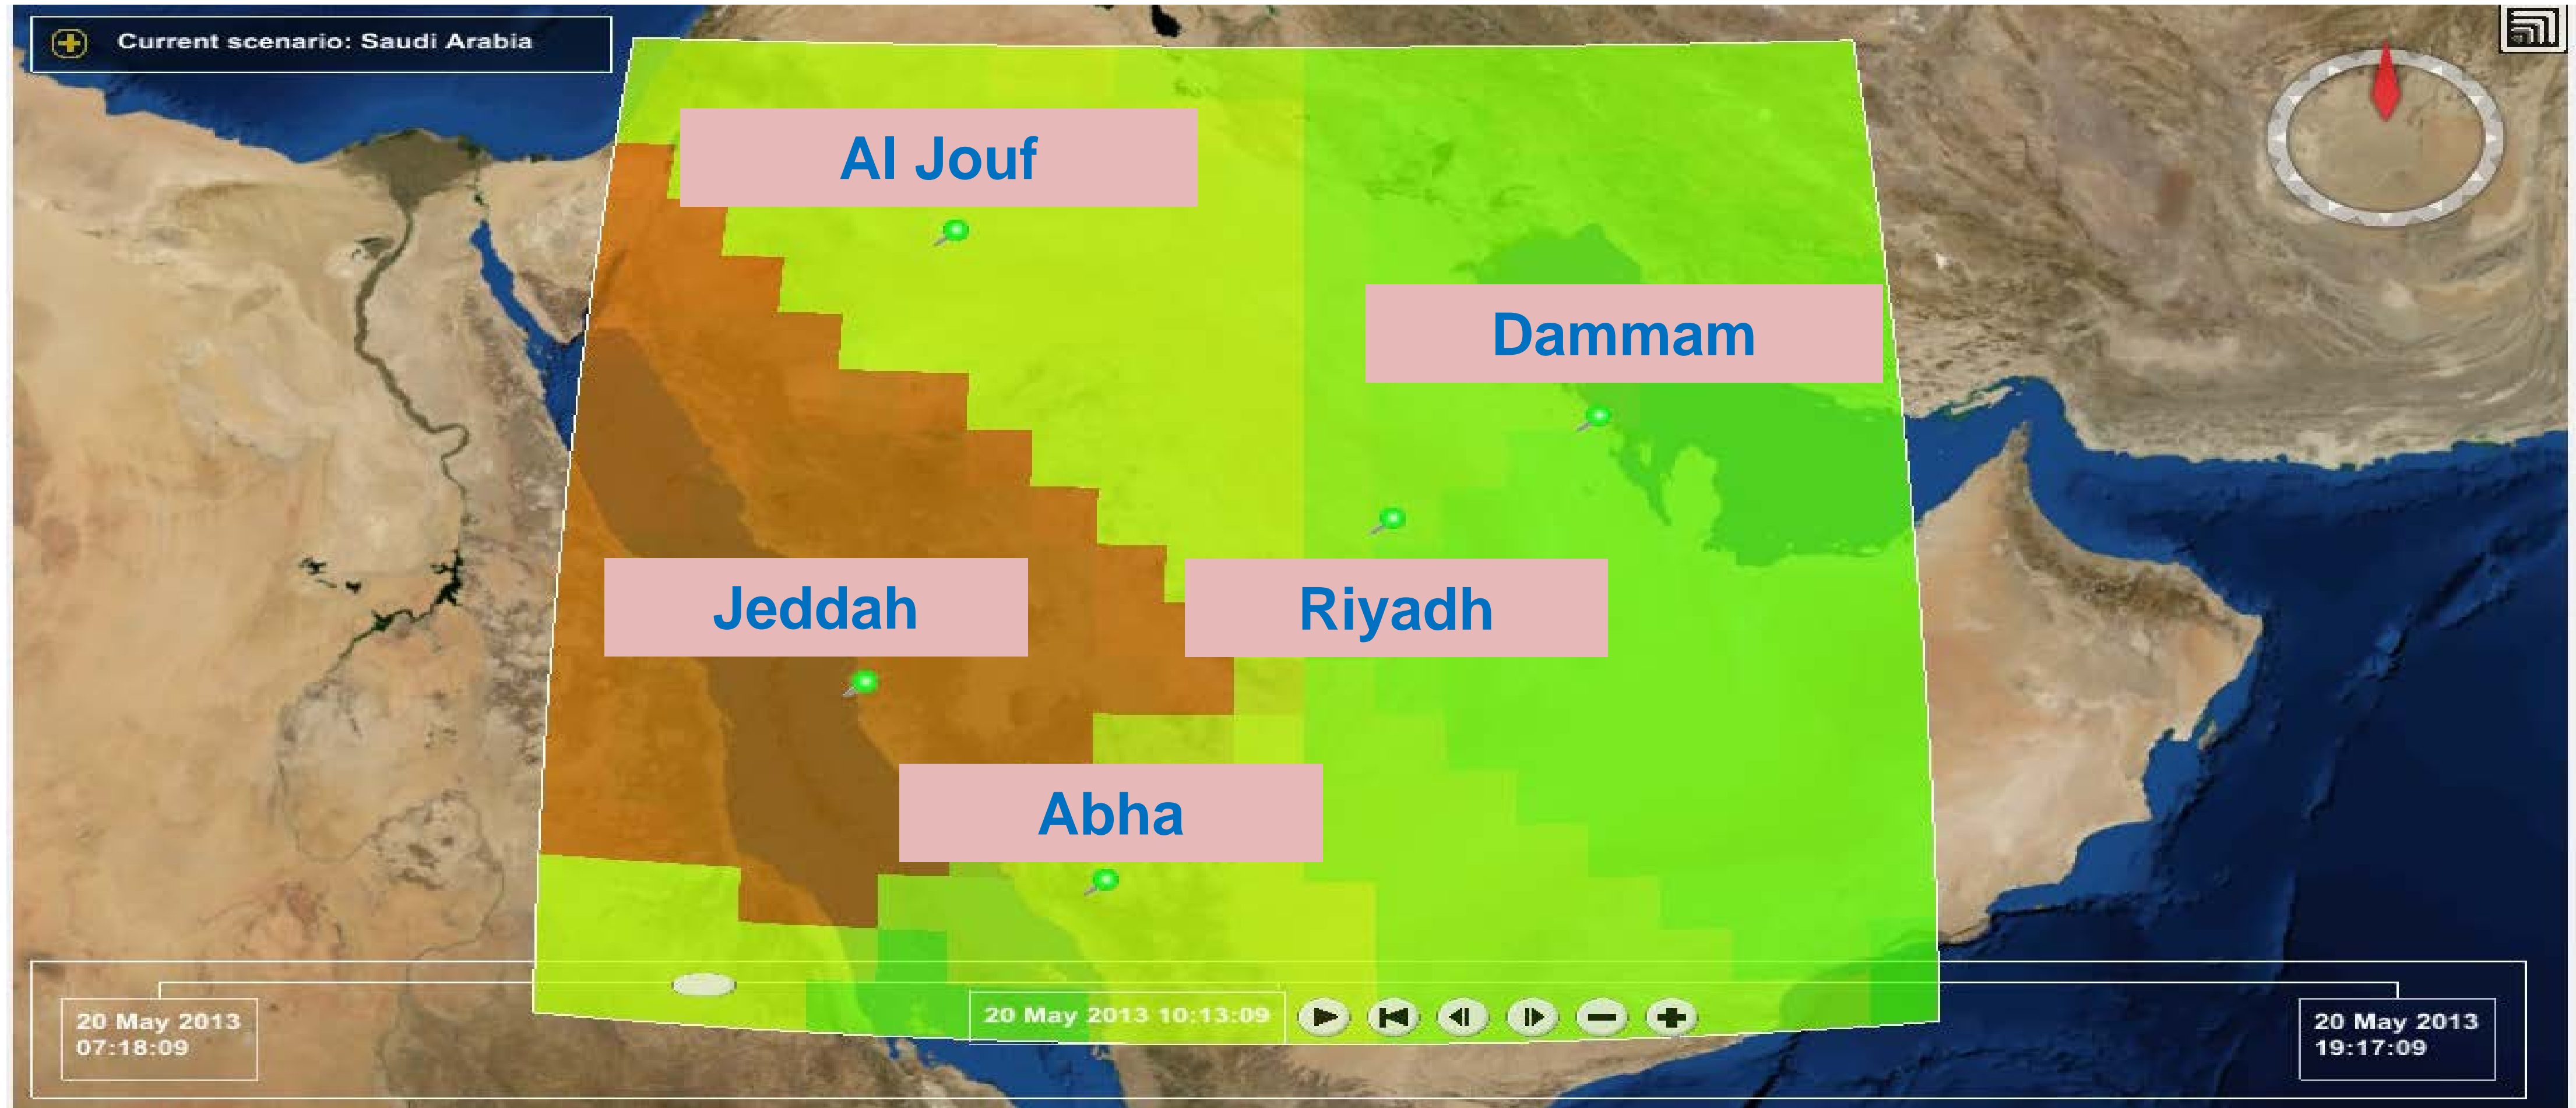 Current scenario: Saudi Arabia
Al Jouf
Dammam
Jeddah
Riyadh
Abha
20 May 2013
07:18:09
20 May 2013 10:13:09
20 May 2013
19:17:09